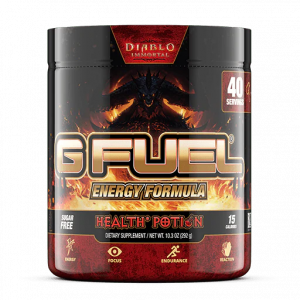 DIABLO
IMMORTAL
40
SERVINGS
G FUEL
ENERGY FORMULA
SUGAR
FREE
HEALTH POTION
15
CALORIES
DIETARY SUPPLEMENT / NET WT. 10.3 OZ (292 g)
ENERGY
FOCUS
ENDURANCE
REACTION